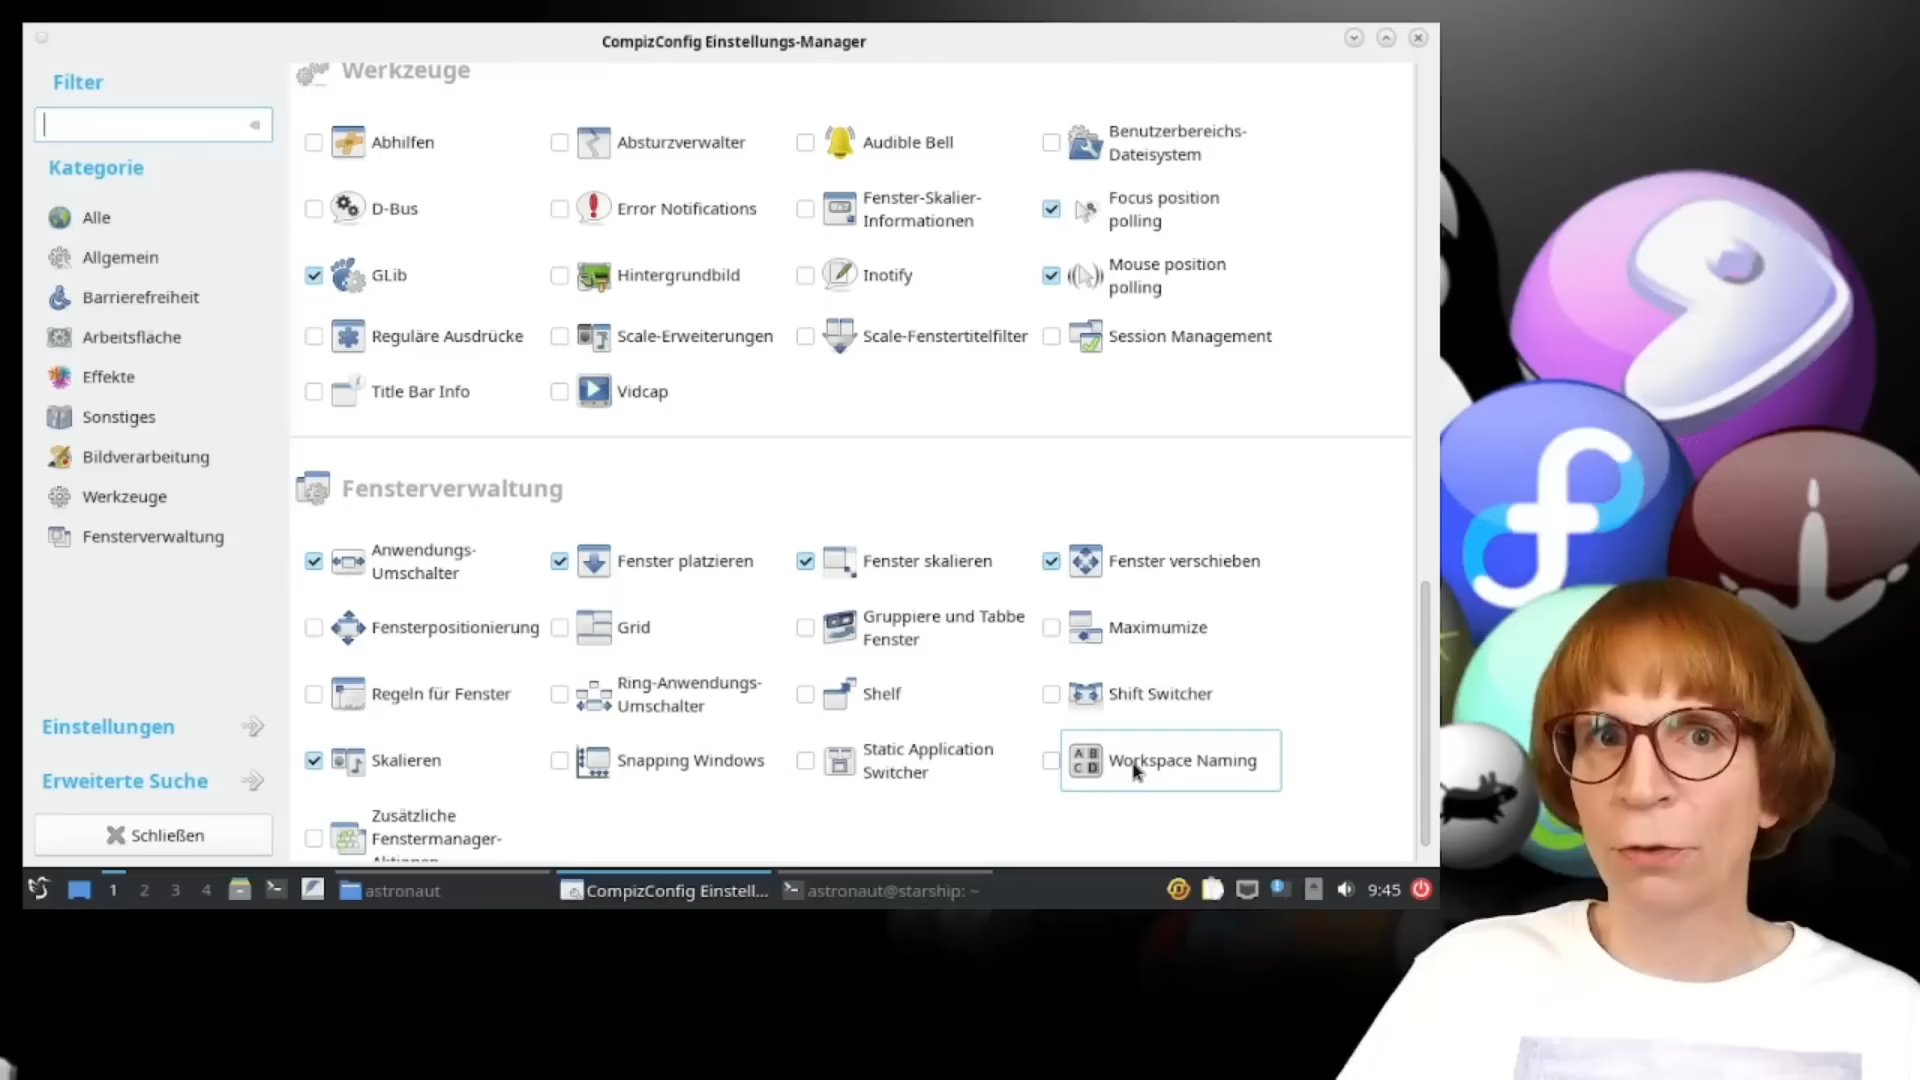 CompizConfig Einstellungs-Manager
Filter
Kategorie
Alle
Allgemein
Barrierefreiheit
Arbeitsfläche
Effekte
Sonstiges
Bildverarbeitung
Werkzeuge
Fensterverwaltung
Einstellungen
Erweiterte Suche
Schließen
Werkzeuge
Abhilfen
Absturzverwalter
Audible Bell
Benutzerbereichs-
Dateisystem
D-Bus
Error Notifications
Fenster-Skalier-
Informationen
Focus position
polling
GLib
Hintergrundbild
Inotify
Mouse position
polling
Reguläre Ausdrücke
Scale-Erweiterungen
Scale-Fenstertitelfilter
Session Management
Title Bar Info
Vidcap
Fensterverwaltung
Anwendungs-
Umschalter
Fenster platzieren
Fenster skalieren
Fenster verschieben
Fensterpositionierung
Grid
Gruppiere und Tabbe
Fenster
Maximumize
Regeln für Fenster
Ring-Anwendungs-
Umschalter
Shelf
Shift Switcher
Skalieren
Snapping Windows
Static Application
Switcher
A B
C D
Workspace Naming
Zusätzliche
Fenstermanager-
Aktionen
1 2 3 4
astronaut
CompizConfig Einstell...
astronaut@starship: ~
9:45